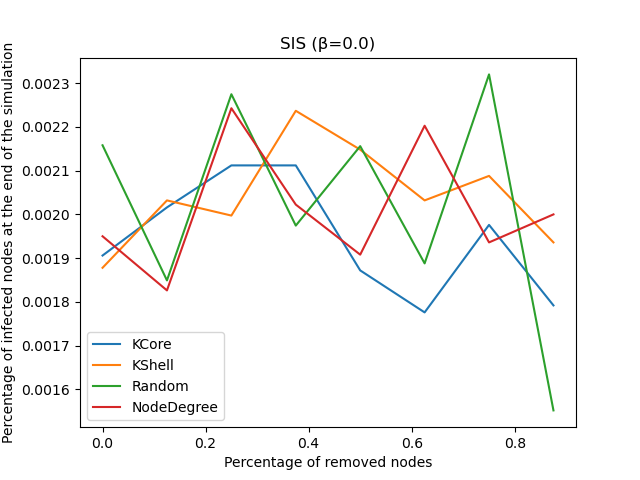 SIS (β=0.0)
Percentage of infected nodes at the end of the simulation
0.0023
0.0022
0.0021
0.0020
0.0019
0.0018
0.0017
0.0016
KCore
KShell
Random
NodeDegree
0.0 0.2 0.4 0.6 0.8
Percentage of removed nodes